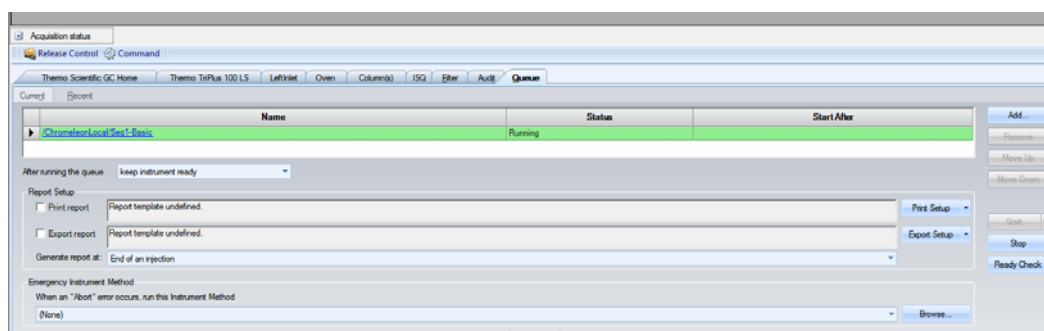 Acquisition status
Release Control Command
Thermo Scientific GC Home Thermo TriPlus 100 LS LeftInlet Oven Column(s) ISQ Filter Audit Queue
Current Recent
Name Status Start After Add...
/ChromeleonLocal/Seq1-Basic Running Remove
Move Up
After running the queue keep instrument ready Move Down
Report Setup
Print report Report template undefined. Print Setup
Start
Export report Report template undefined. Export Setup
Stop
Generate report at: End of an injection
Ready Check
Emergency Instrument Method
When an "Abort" error occurs, run this Instrument Method
(None) Browse...